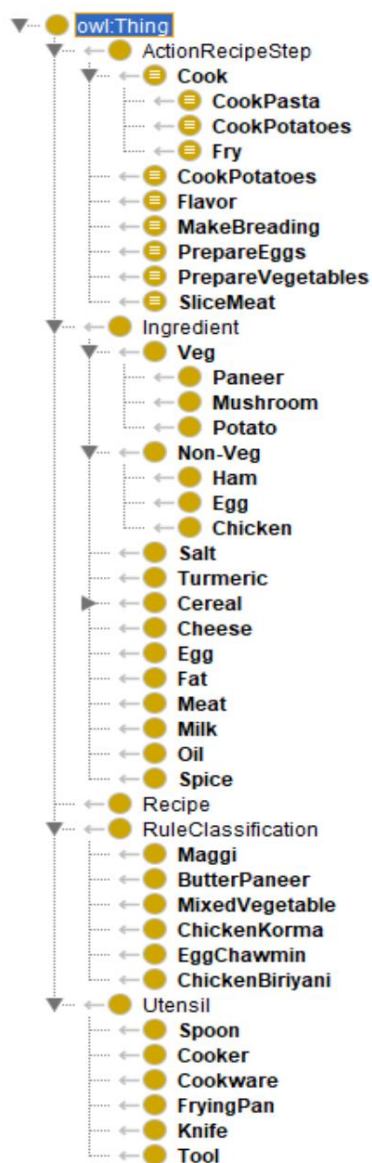 owl:Thing
ActionRecipeStep
Cook
CookPasta
CookPotatoes
Fry
CookPotatoes
Flavor
MakeBreading
PrepareEggs
PrepareVegetables
SliceMeat
Ingredient
Veg
Paneer
Mushroom
Potato
Non-Veg
Ham
Egg
Chicken
Salt
Turmeric
Cereal
Cheese
Egg
Fat
Meat
Milk
Oil
Spice
Recipe
RuleClassification
Maggi
ButterPaneer
MixedVegetable
ChickenKorma
EggChawmin
ChickenBiriyani
Utensil
Spoon
Cooker
Cookware
FryingPan
Knife
Tool